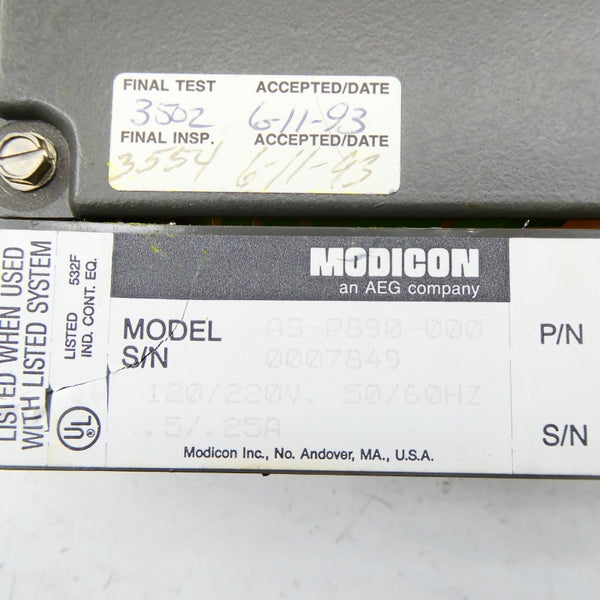 FINAL TEST ACCEPTED/DATE
3502 6-11-93
FINAL INSP. ACCEPTED/DATE
3554 6-11-93
LISTED WHEN USED
WITH LISTED SYSTEM
LISTED 532F
IND. CONT. EQ.
UL
MODICON
an AEG company
MODEL AS-P890-000
S/N 0007849
120/220V. 50/60HZ
.5/.25A
Modicon Inc., No. Andover, MA., U.S.A.
P/N
S/N